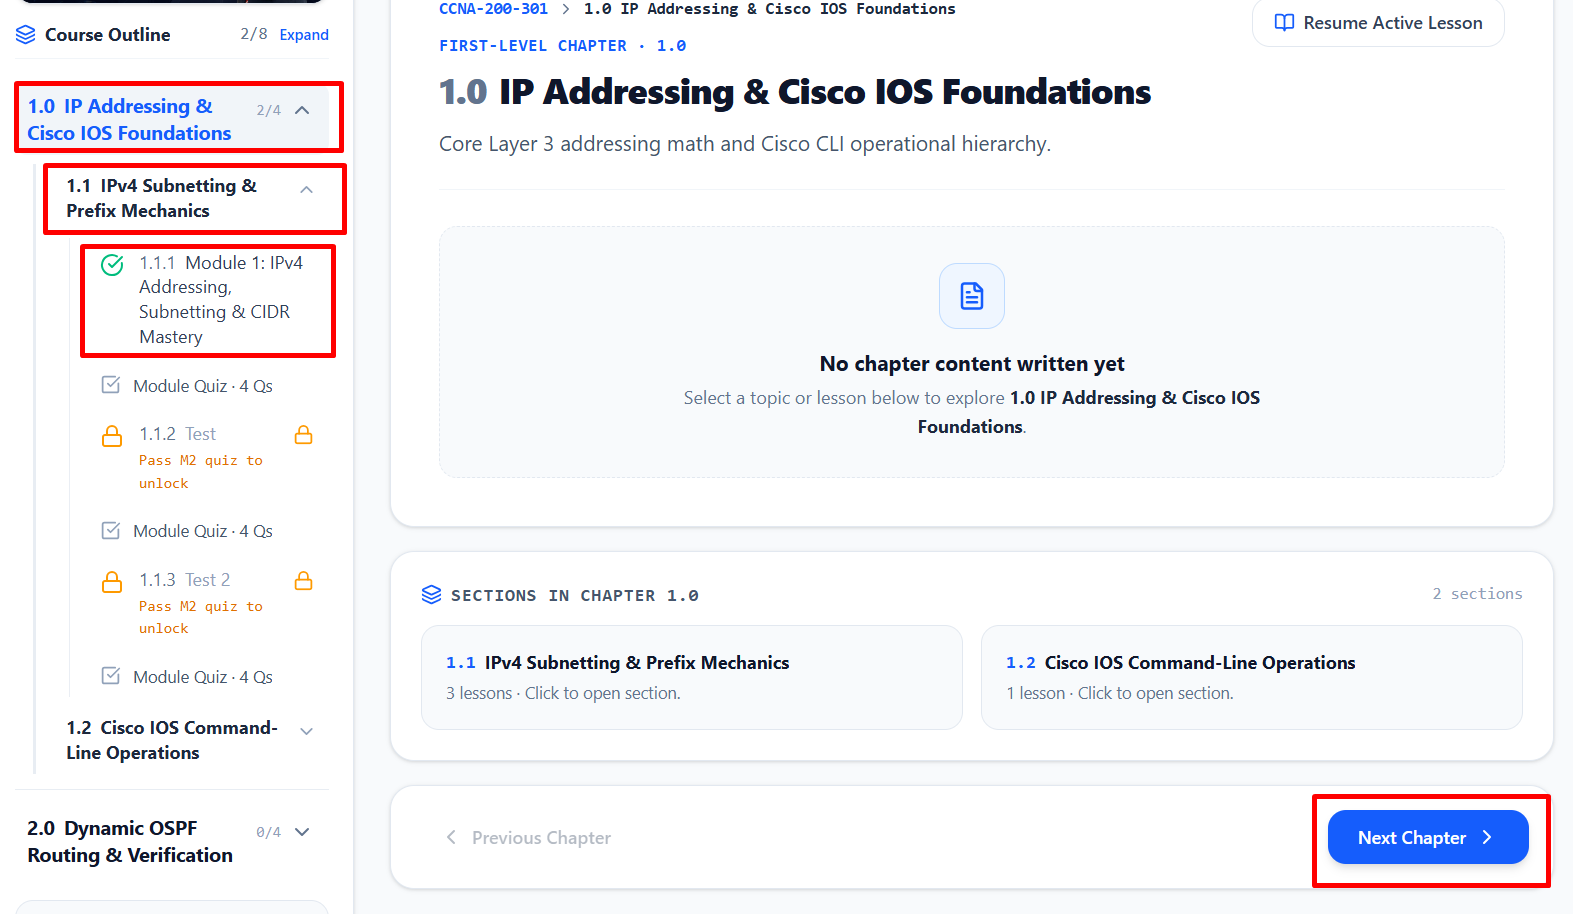 Course Outline 2/8 Expand
1.0 IP Addressing & 2/4
Cisco IOS Foundations
1.1 IPv4 Subnetting &
Prefix Mechanics
1.1.1 Module 1: IPv4
Addressing,
Subnetting & CIDR
Mastery
Module Quiz · 4 Qs
1.1.2 Test
Pass M2 quiz to
unlock
Module Quiz · 4 Qs
1.1.3 Test 2
Pass M2 quiz to
unlock
Module Quiz · 4 Qs
1.2 Cisco IOS Command-
Line Operations
2.0 Dynamic OSPF 0/4
Routing & Verification
CCNA-200-301 > 1.0 IP Addressing & Cisco IOS Foundations
Resume Active Lesson
FIRST-LEVEL CHAPTER · 1.0
1.0 IP Addressing & Cisco IOS Foundations
Core Layer 3 addressing math and Cisco CLI operational hierarchy.
No chapter content written yet
Select a topic or lesson below to explore 1.0 IP Addressing & Cisco IOS
Foundations.
SECTIONS IN CHAPTER 1.0 2 sections
1.1 IPv4 Subnetting & Prefix Mechanics
3 lessons · Click to open section.
1.2 Cisco IOS Command-Line Operations
1 lesson · Click to open section.
Previous Chapter
Next Chapter